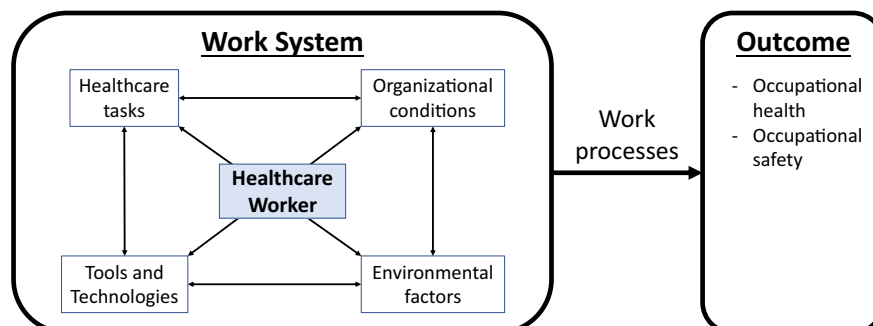 Work System
Healthcare
tasks
Organizational
conditions
Healthcare
Worker
Tools and
Technologies
Environmental
factors
Work
processes
Outcome
- Occupational
health
- Occupational
safety